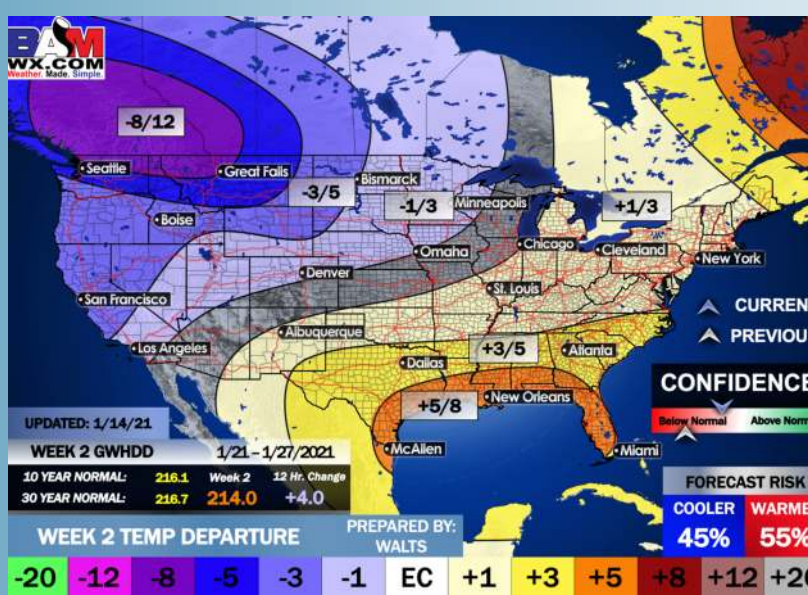 BAM
WX.COM
Weather. Made. Simple.
-8/12
Seattle
Great Falls
-3/5
Bismarck
-1/3
Minneapolis
+1/3
Boise
Omaha
Chicago
Cleveland
New York
Denver
St. Louis
San Francisco
CURREN
Albuquerque
PREVIOU
Los Angeles
+3/5
Atlanta
Dallas
CONFIDENCE
+5/8
New Orleans
Below Normal
Above Norm
UPDATED: 1/14/21
WEEK 2 GWHDD 1/21 – 1/27/2021
McAllen
Miami
10 YEAR NORMAL: 216.1 Week 2 12 Hr. Change
30 YEAR NORMAL: 216.7 214.0 +4.0
FORECAST RISK
COOLER WARME
45% 55%
WEEK 2 TEMP DEPARTURE
PREPARED BY:
WALTS
-20 -12 -8 -5 -3 -1 EC +1 +3 +5 +8 +12 +20